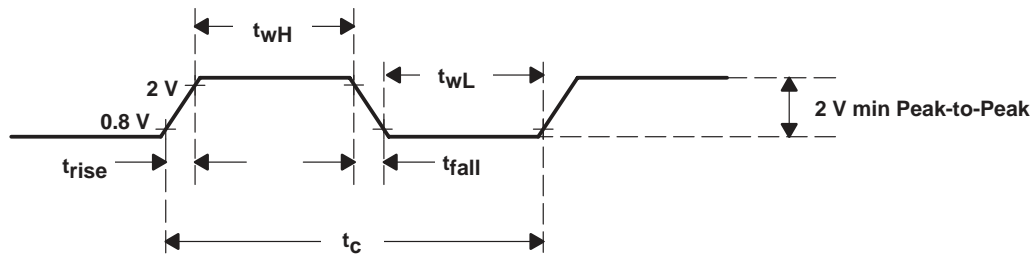 twH
twL
2 V
2 V min Peak-to-Peak
0.8 V
trise
tfall
tc